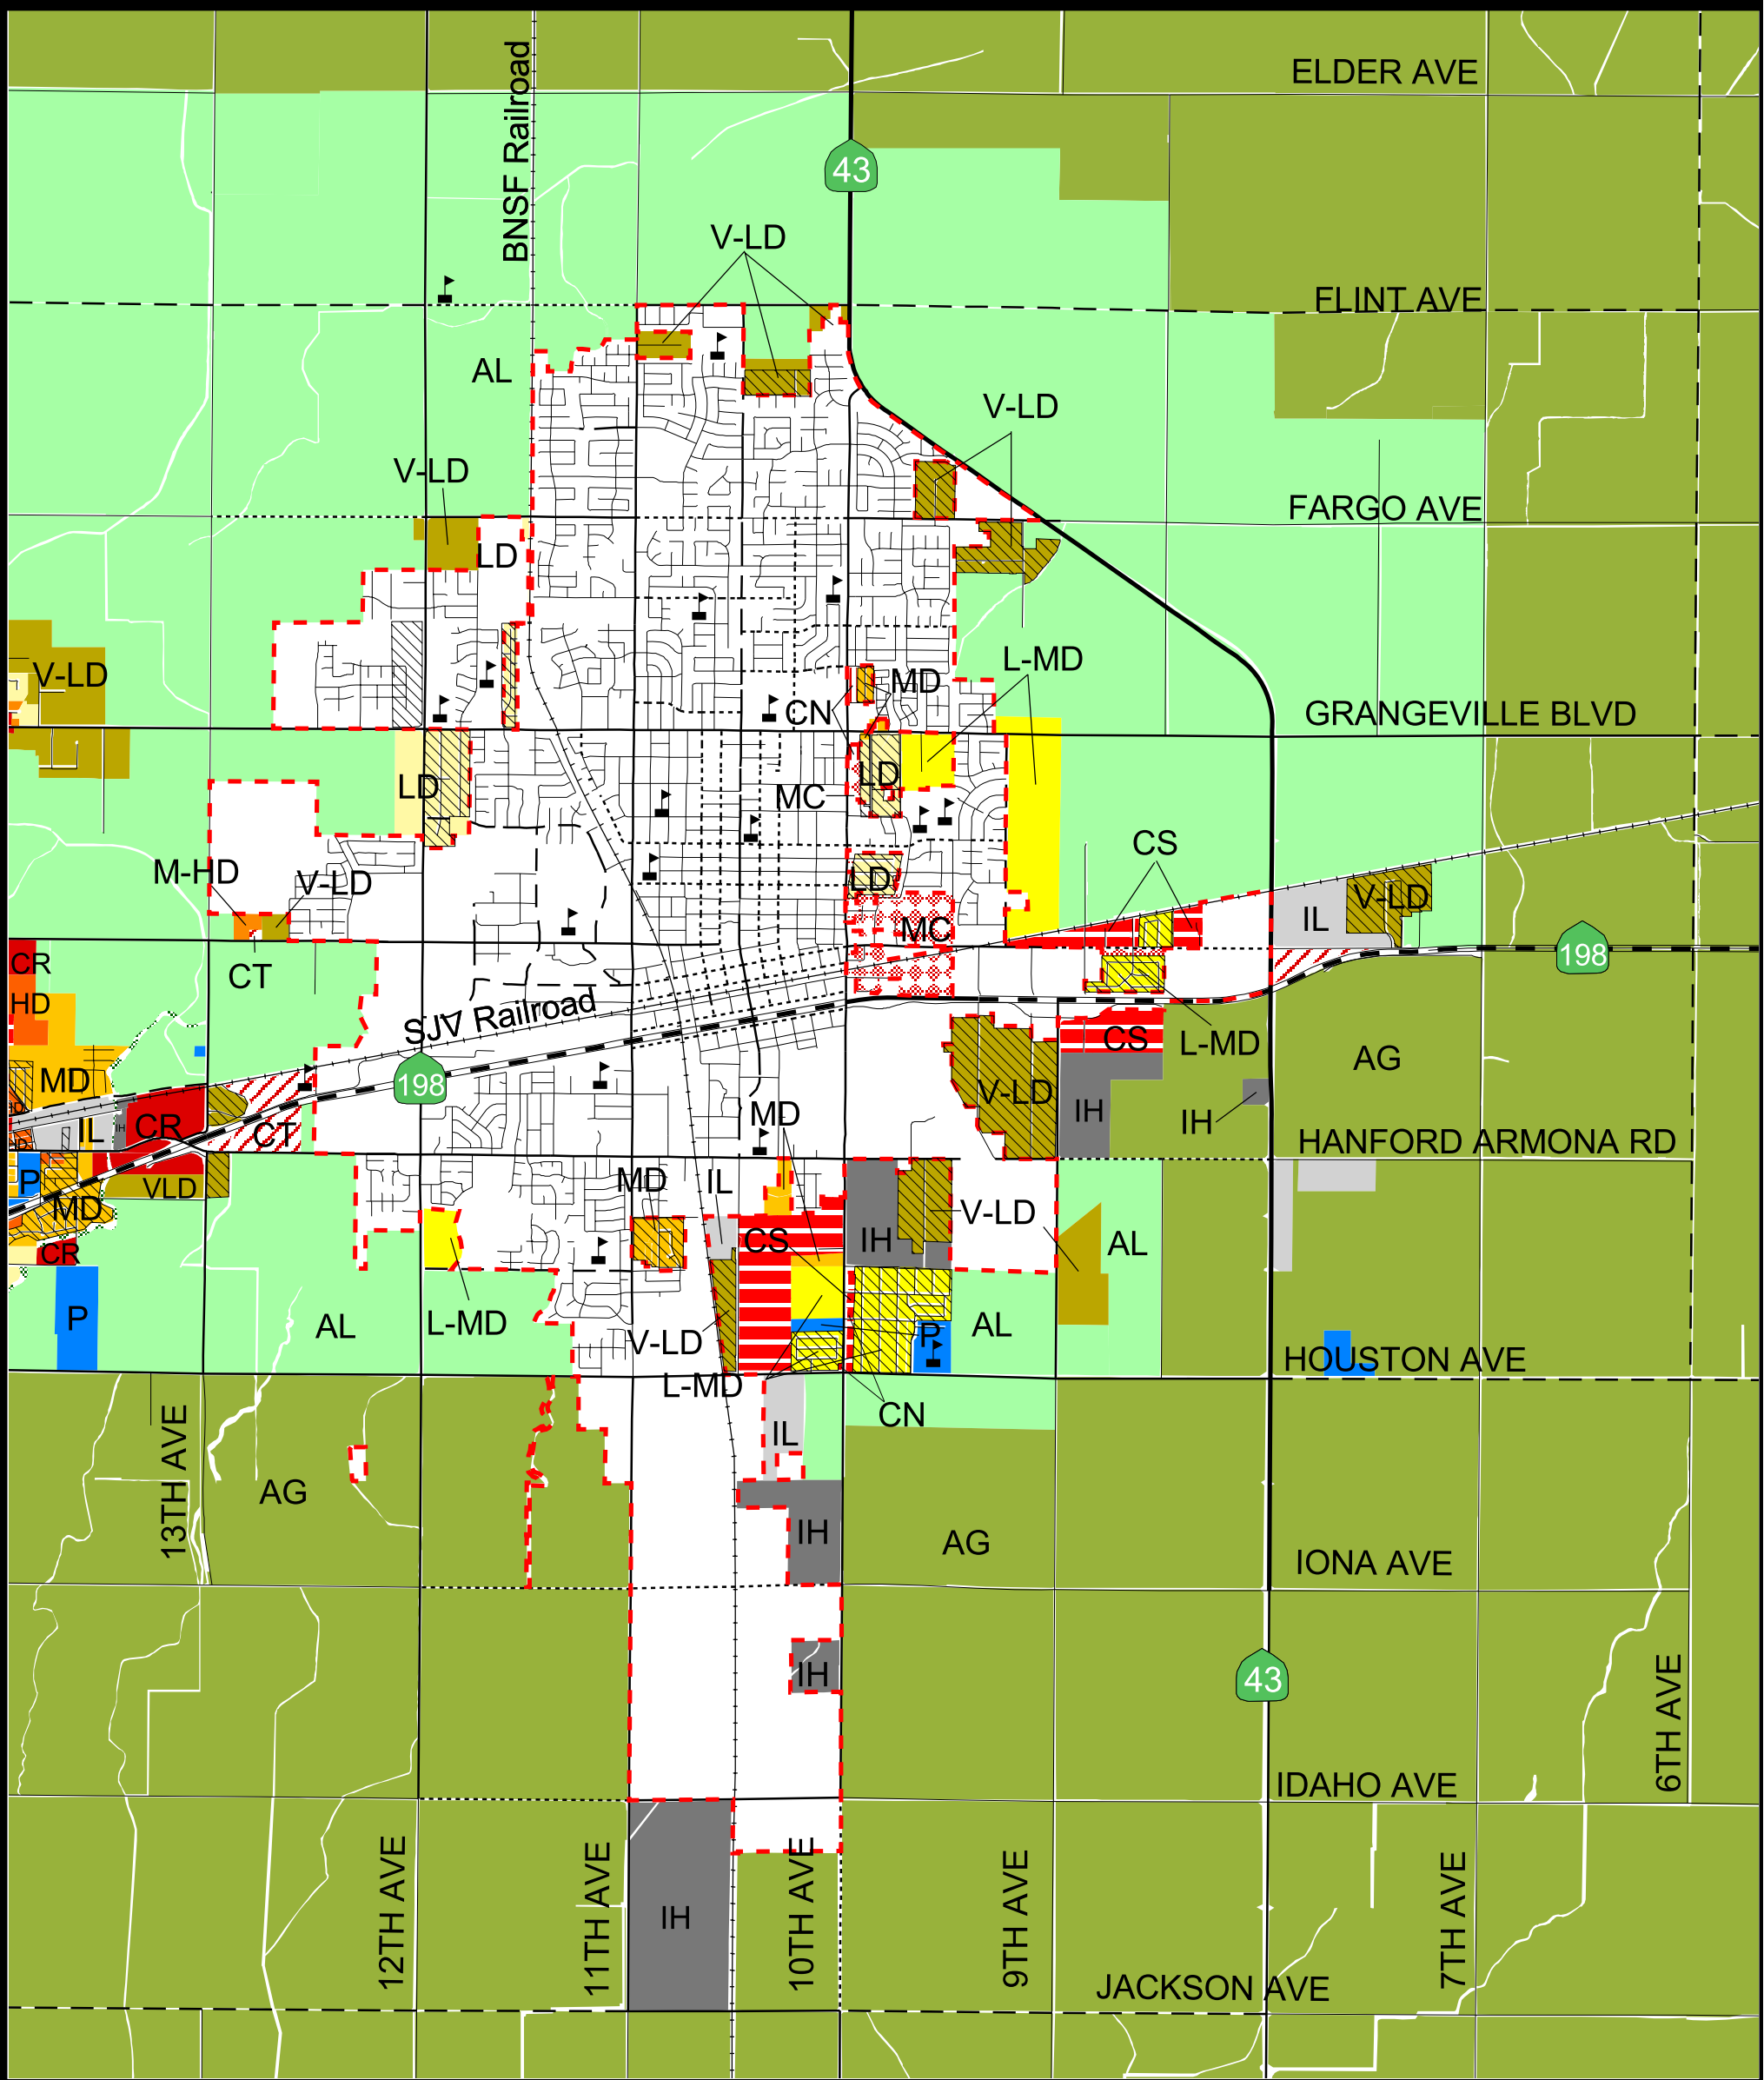 ELDER AVE
BNSF Railroad
43
V-LD
FLINT AVE
AL
V-LD
V-LD
FARGO AVE
LD
L-MD
V-LD
MD
CN
GRANGEVILLE BLVD
LD
LD
MC
CS
M-HD
V-LD
LD
V-LD
IL
MC
198
CR
CT
HD
SJV Railroad
CS
L-MD
AG
MD
198
V-LD
IH
IH
MD
CR
IL
IH
CT
HANFORD ARMONA RD
P
VLD
MD
IL
MD
V-LD
CS
IH
AL
CR
P
AL
L-MD
V-LD
P
AL
HOUSTON AVE
L-MD
CN
IL
13TH AVE
AG
IH
AG
IONA AVE
IH
43
6TH AVE
IDAHO AVE
12TH AVE
11TH AVE
IH
10TH AVE
9TH AVE
7TH AVE
JACKSON AVE